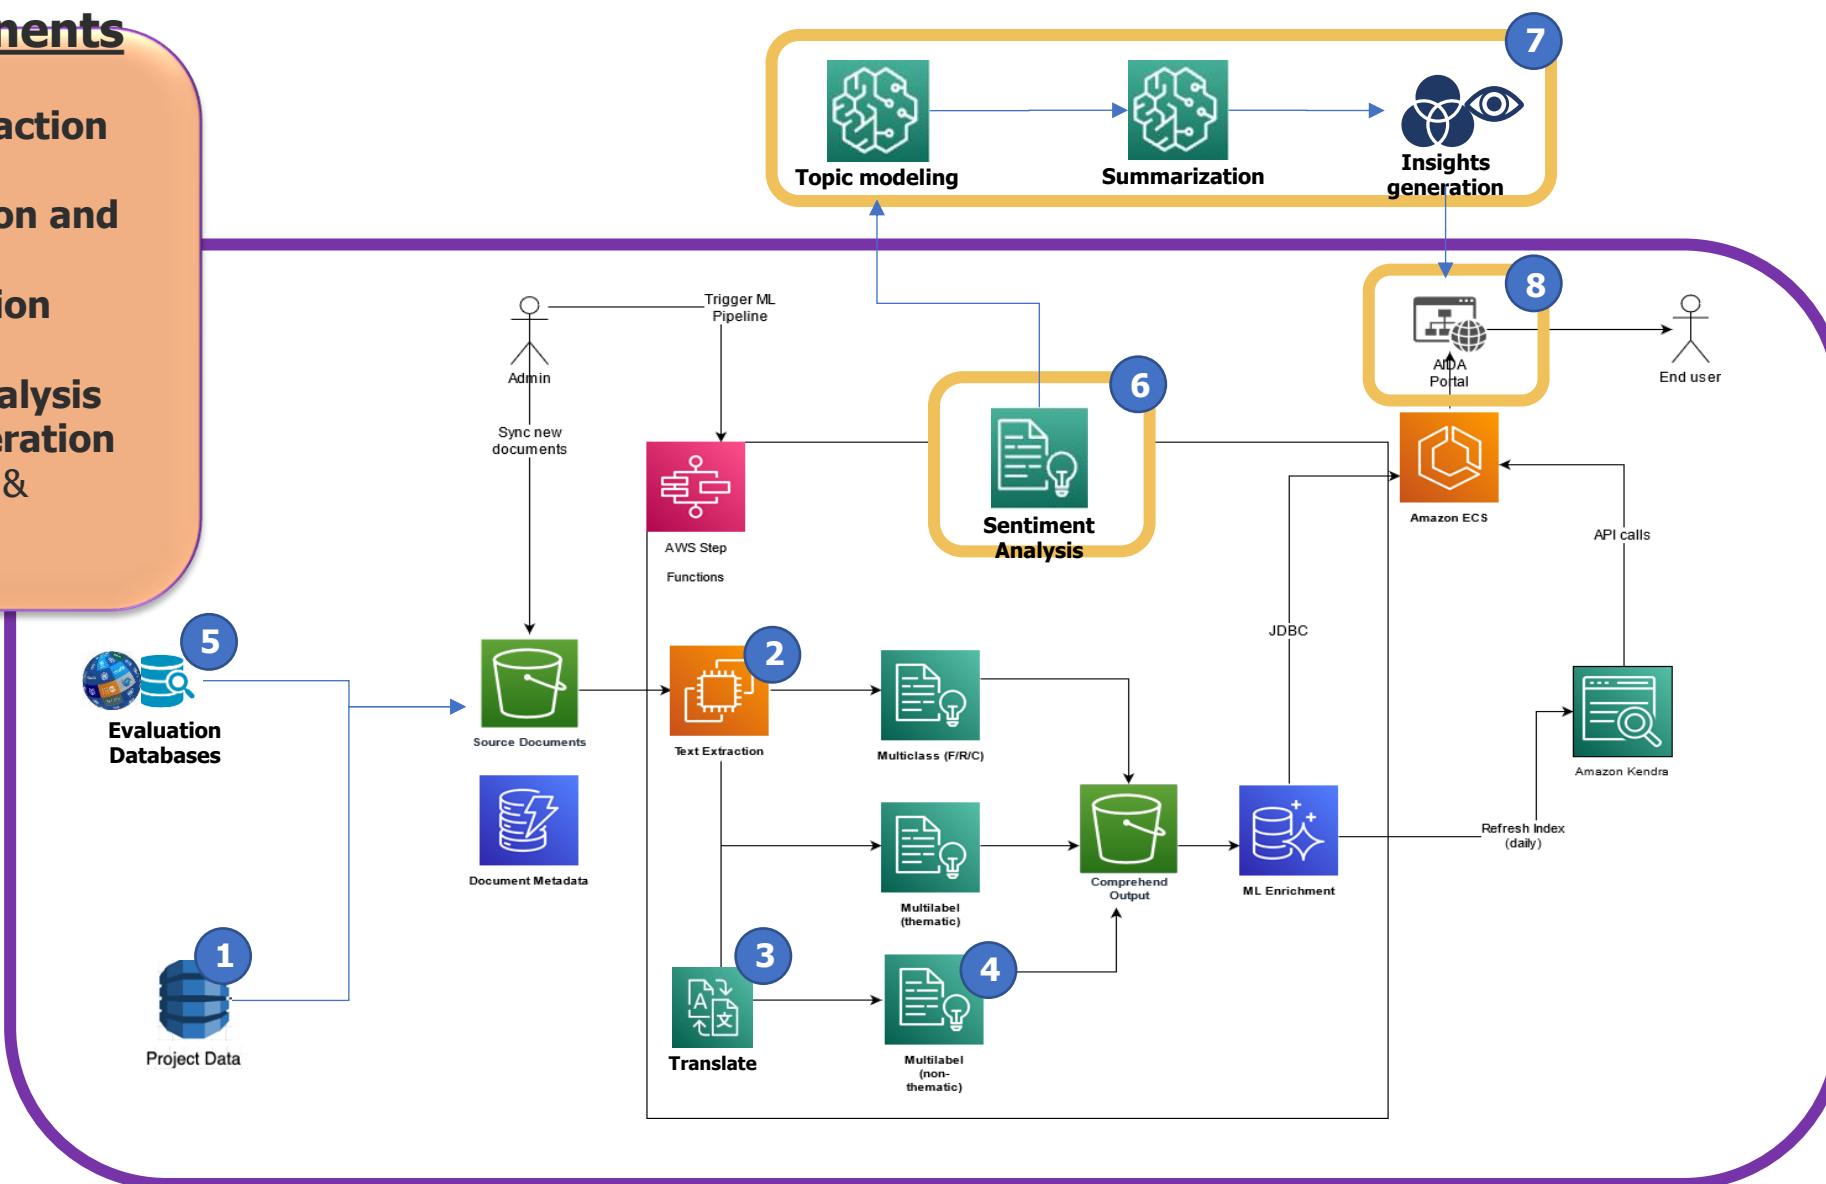 nents
action
on and
ion
alysis
eration
&
7
Topic modeling
Summarization
Insights
generation
8
AIDA
Portal
End user
Admin
Trigger ML
Pipeline
Sync new
documents
6
Sentiment
Analysis
AWS Step
Functions
Amazon ECS
API calls
JDBC
5
Evaluation
Databases
Source Documents
2
Text Extraction
Multiclass (F/R/C)
Amazon Kendra
Document Metadata
Multilabel
(thematic)
Comprehend
Output
ML Enrichment
Refresh Index
(daily)
1
Project Data
3
Translate
4
Multilabel
(non-
thematic)